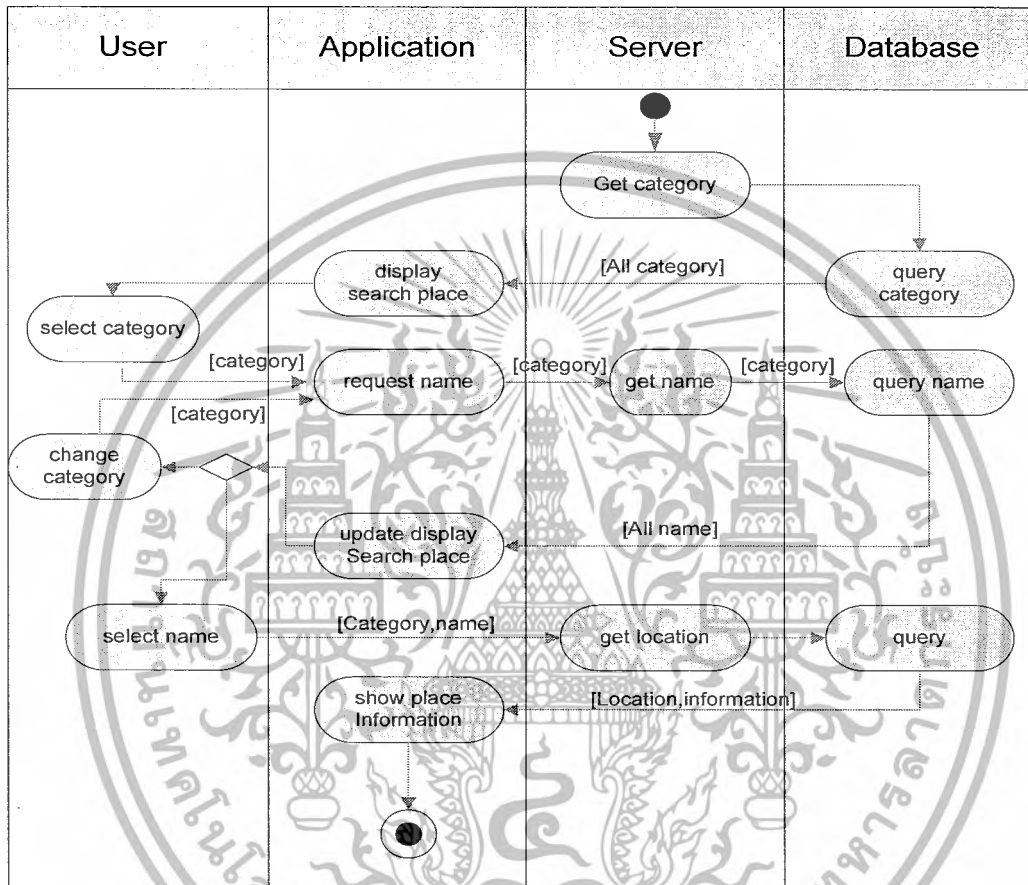 User Application Server Database
Get category
display
search place
[All category]
query
category
select category
[category]
request name
[category]
get name
[category]
query name
[category]
change
category
update display
Search place
[All name]
select name
[Category,name]
get location
query
show place
Information
[Location,information]